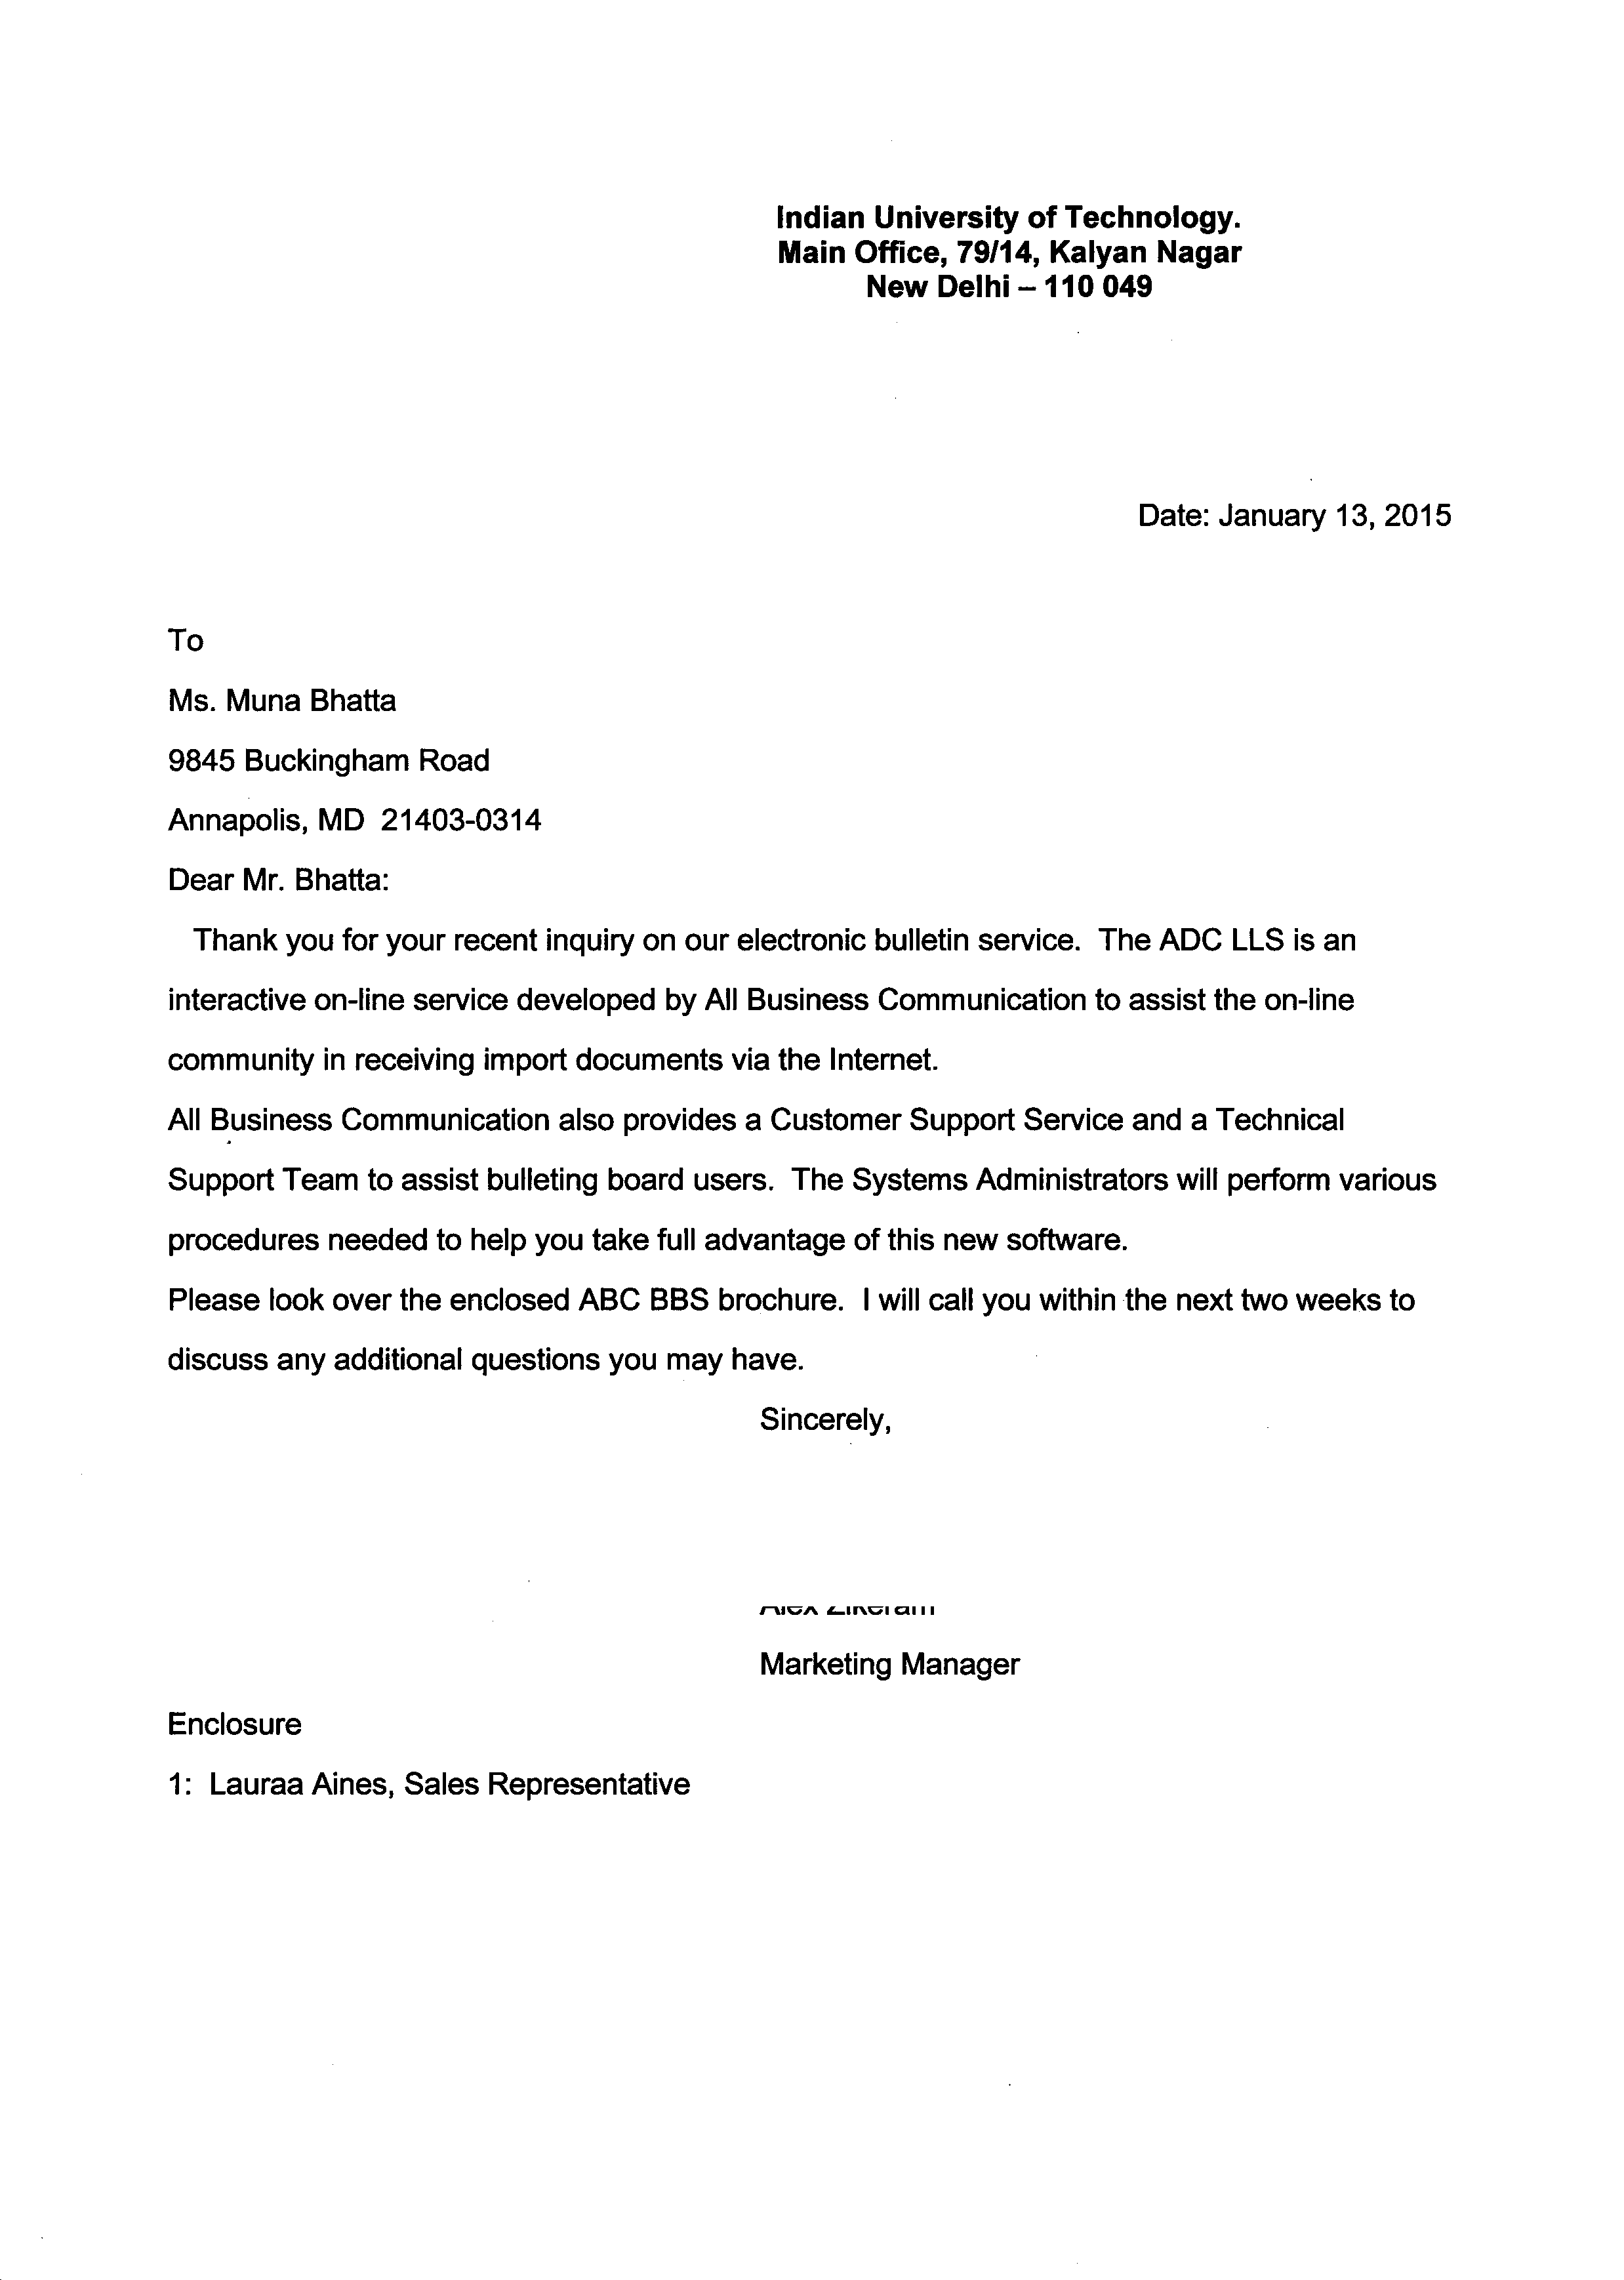 Indian University of Technology.
Main Office, 79/14, Kalyan Nagar
New Delhi – 110 049
Date: January 13, 2015
To
Ms. Muna Bhatta
9845 Buckingham Road
Annapolis, MD  21403-0314
Dear Mr. Bhatta:
Thank you for your recent inquiry on our electronic bulletin service.  The ADC LLS is an
interactive on-line service developed by All Business Communication to assist the on-line
community in receiving import documents via the Internet.
All Business Communication also provides a Customer Support Service and a Technical
Support Team to assist bulleting board users.  The Systems Administrators will perform various
procedures needed to help you take full advantage of this new software.
Please look over the enclosed ABC BBS brochure.  I will call you within the next two weeks to
discuss any additional questions you may have.
Sincerely,
Marketing Manager
Enclosure
1:  Lauraa Aines, Sales Representative